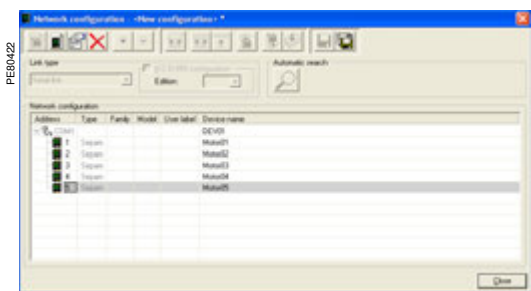 Network configuration - <New configuration> *
PE80422
Link type
Automatic search
Serial link
Edition:
Network configuration
Address Type Family Model User label Device name
COM1 DEV01
1 Sepam Motor01
2 Sepam Motor02
3 Sepam Motor03
4 Sepam Motor04
5 Sepam Motor05
Close